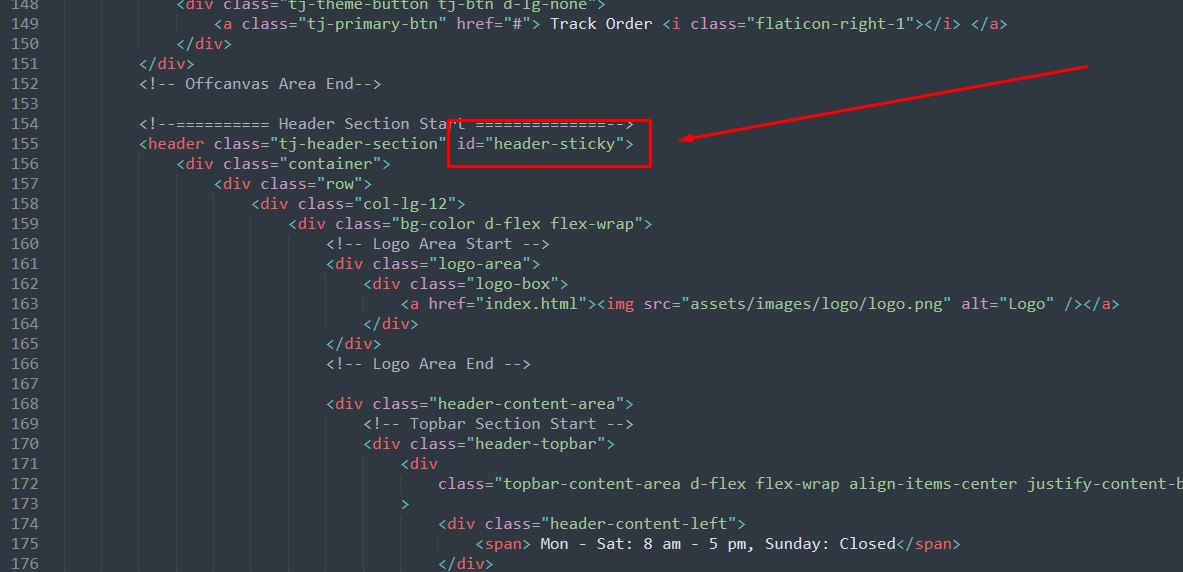 148 <div class="tj-theme-button tj-btn d-lg-none">
149 <a class="tj-primary-btn" href="#"> Track Order <i class="flaticon-right-1"></i> </a>
150 </div>
151 </div>
152 <!-- Offcanvas Area End-->
153
154 <!--========== Header Section Start ==============-->
155 <header class="tj-header-section" id="header-sticky">
156 <div class="container">
157 <div class="row">
158 <div class="col-lg-12">
159 <div class="bg-color d-flex flex-wrap">
160 <!-- Logo Area Start -->
161 <div class="logo-area">
162 <div class="logo-box">
163 <a href="index.html"><img src="assets/images/logo/logo.png" alt="Logo" /></a>
164 </div>
165 </div>
166 <!-- Logo Area End -->
167
168 <div class="header-content-area">
169 <!-- Topbar Section Start -->
170 <div class="header-topbar">
171 <div
172 class="topbar-content-area d-flex flex-wrap align-items-center justify-content-b
173 >
174 <div class="header-content-left">
175 <span> Mon - Sat: 8 am - 5 pm, Sunday: Closed</span>
176 </div>